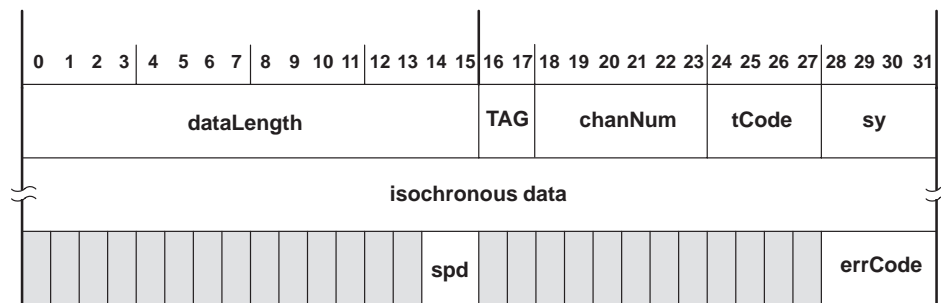 0 1 2 3 4 5 6 7 8 9 10 11 12 13 14 15 16 17 18 19 20 21 22 23 24 25 26 27 28 29 30 31
dataLength TAG chanNum tCode sy
isochronous data
spd errCode